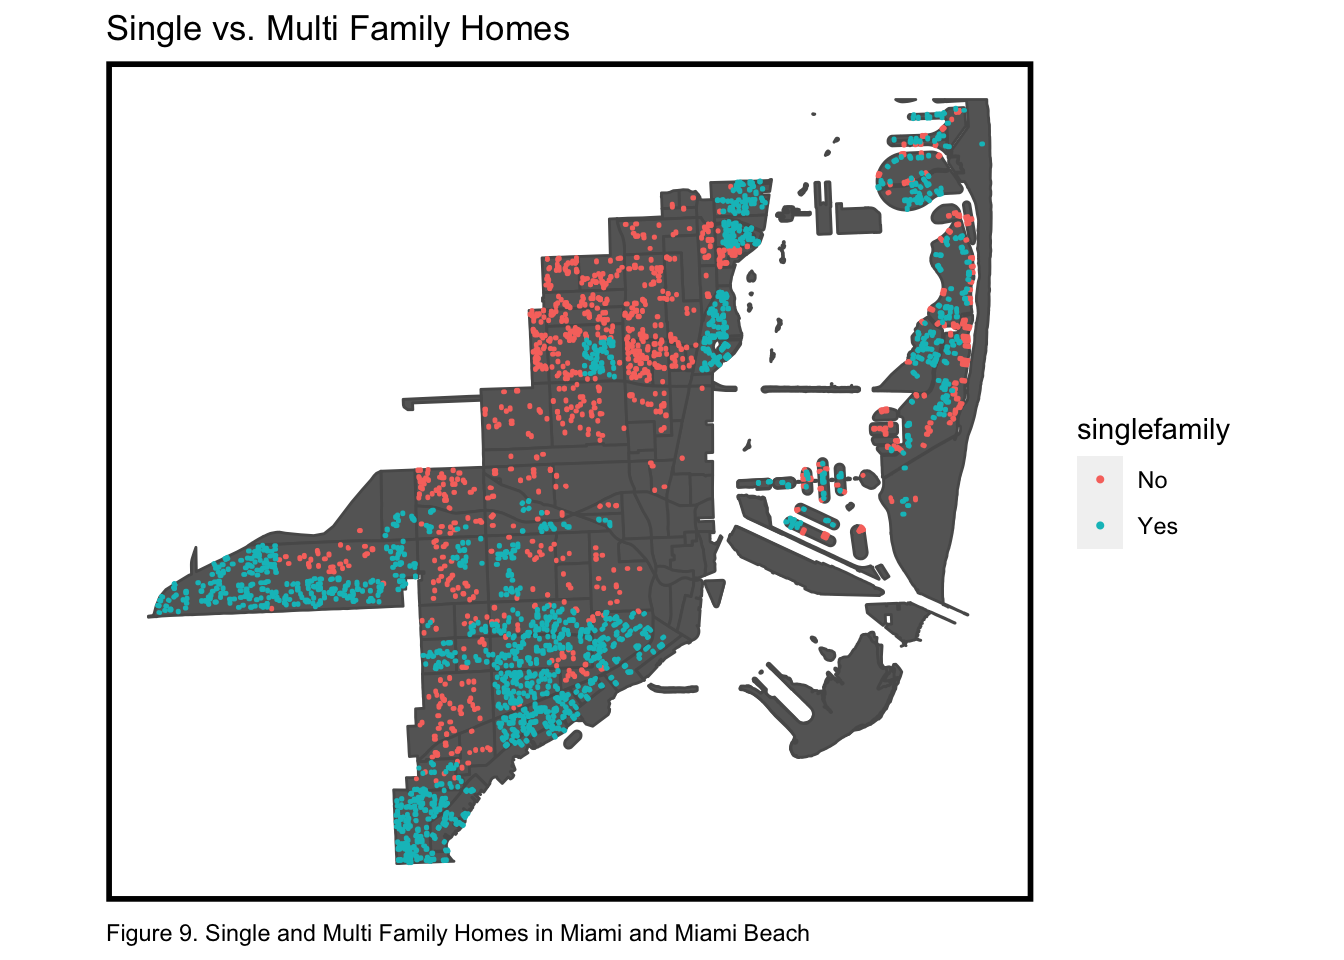 Single vs. Multi Family Homes
singlefamily
No
Yes
Figure 9. Single and Multi Family Homes in Miami and Miami Beach